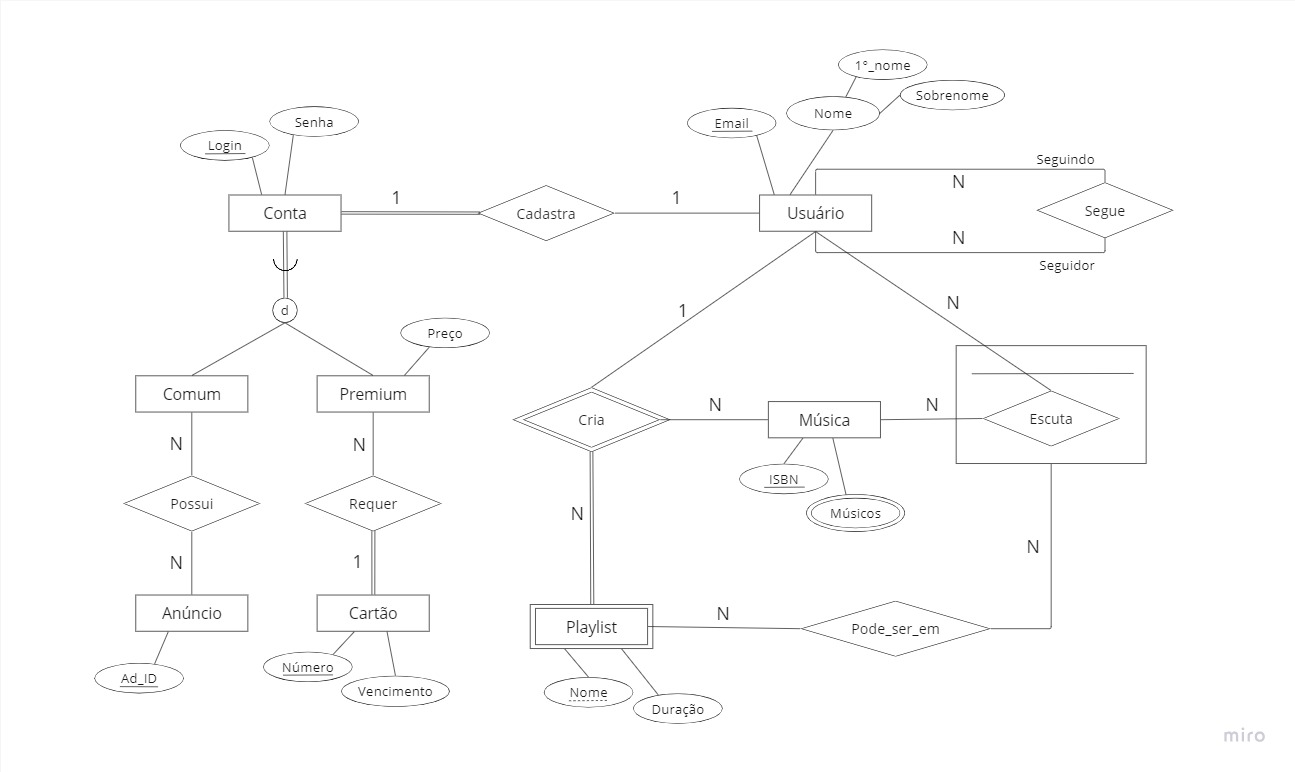 1°_nome
Sobrenome
Nome
Email
Senha
Login
Seguindo
N
1
1
Conta
Cadastra
Usuário
Segue
N
Seguidor
N
1
d
Preço
Comum
Premium
N
N
Cria
Música
Escuta
N
N
ISBN
Possui
Requer
N
Músicos
N
N
1
Anúncio
Cartão
N
Playlist
Pode_ser_em
Número
Ad_ID
Vencimento
Nome
Duração
miro